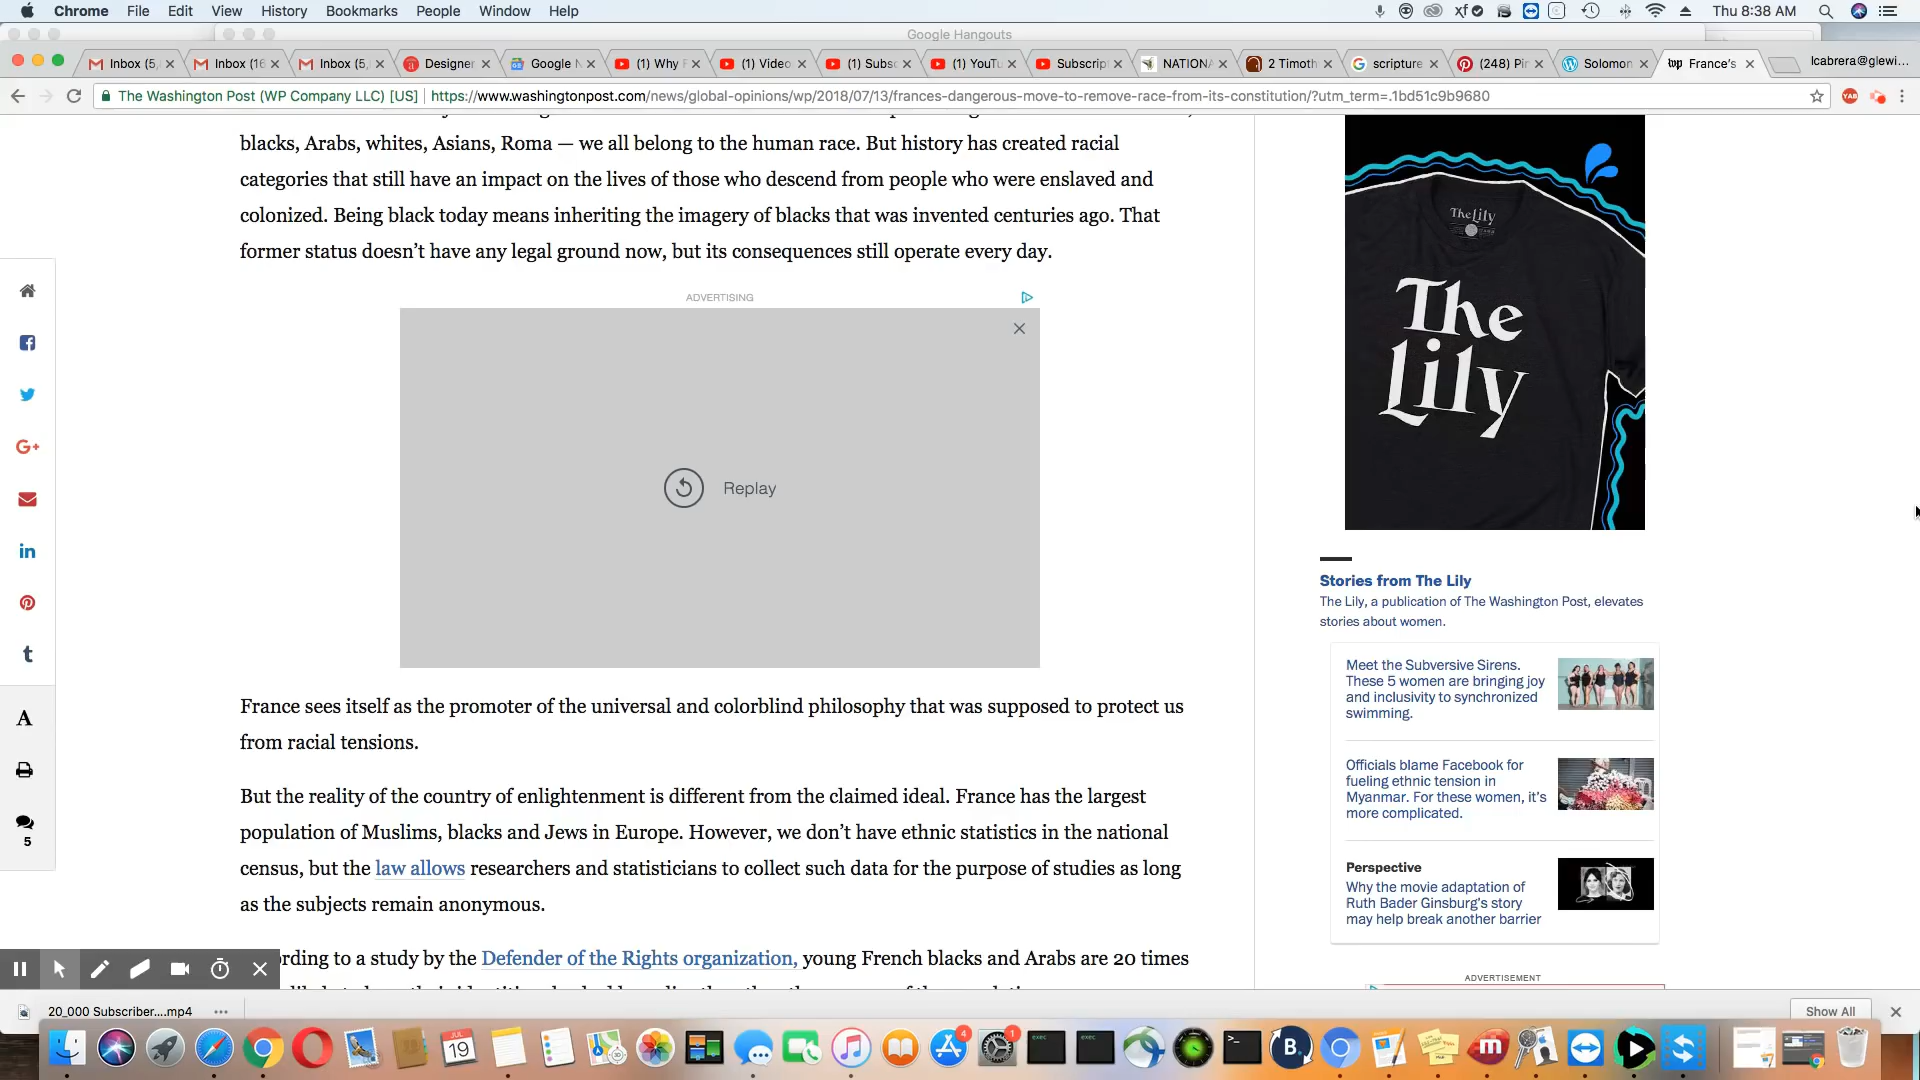 Chrome File Edit View History Bookmarks People Window Help
Thu 8:38 AM
Google Hangouts
Inbox (5, Inbox (16 Inbox (5, Designer Google N (1) Why F (1) Video (1) Subsc (1) YouTu Subscrip NATIONA 2 Timoth scripture (248) Pin Solomon wp France's lcabrera@glewi...
The Washington Post (WP Company LLC) [US] https://www.washingtonpost.com/news/global-opinions/wp/2018/07/13/frances-dangerous-move-to-remove-race-from-its-constitution/?utm_term=.1bd51c9b9680
blacks, Arabs, whites, Asians, Roma — we all belong to the human race. But history has created racial
categories that still have an impact on the lives of those who descend from people who were enslaved and
colonized. Being black today means inheriting the imagery of blacks that was invented centuries ago. That
former status doesn't have any legal ground now, but its consequences still operate every day.
ADVERTISING
Replay
France sees itself as the promoter of the universal and colorblind philosophy that was supposed to protect us
from racial tensions.
But the reality of the country of enlightenment is different from the claimed ideal. France has the largest
population of Muslims, blacks and Jews in Europe. However, we don't have ethnic statistics in the national
census, but the law allows researchers and statisticians to collect such data for the purpose of studies as long
as the subjects remain anonymous.
rding to a study by the Defender of the Rights organization, young French blacks and Arabs are 20 times
A
5
The Lily
The
Lily
Stories from The Lily
The Lily, a publication of The Washington Post, elevates
stories about women.
Meet the Subversive Sirens.
These 5 women are bringing joy
and inclusivity to synchronized
swimming.
Officials blame Facebook for
fueling ethnic tension in
Myanmar. For these women, it's
more complicated.
Perspective
Why the movie adaptation of
Ruth Bader Ginsburg's story
may help break another barrier
ADVERTISEMENT
20_000 Subscriber....mp4
Show All
JUL
19
4
1
exec
exec
B.